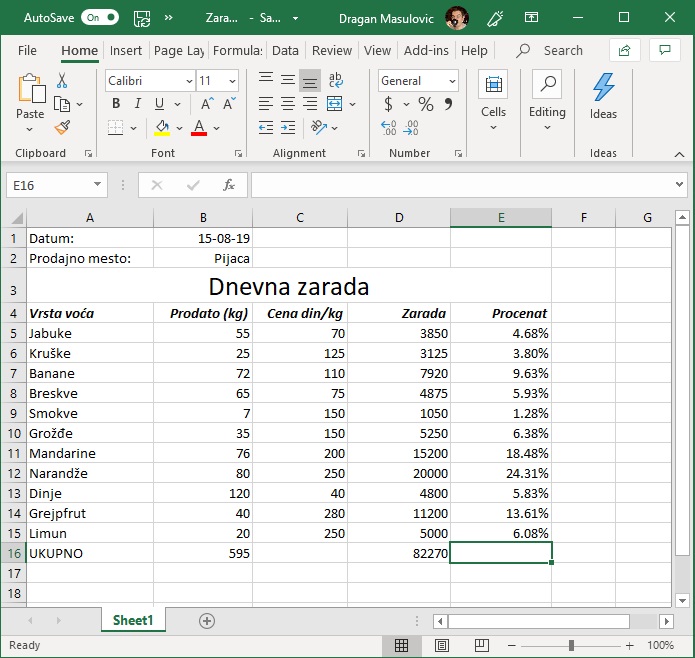 AutoSave On Zara... - Sa... Dragan Masulovic
File Home Insert Page Lay Formula: Data Review View Add-ins Help Search
Paste Calibri 11 B I U A A ab General $ % Cells Editing Ideas
Clipboard Font Alignment Number Ideas
E16 fx
A B C D E F G
1 Datum: 15-08-19
2 Prodajno mesto: Pijaca
3 Dnevna zarada
4 Vrsta voća Prodato (kg) Cena din/kg Zarada Procenat
5 Jabuke 55 70 3850 4.68%
6 Kruške 25 125 3125 3.80%
7 Banane 72 110 7920 9.63%
8 Breskve 65 75 4875 5.93%
9 Smokve 7 150 1050 1.28%
10 Grožđe 35 150 5250 6.38%
11 Mandarine 76 200 15200 18.48%
12 Narandže 80 250 20000 24.31%
13 Dinje 120 40 4800 5.83%
14 Grejpfrut 40 280 11200 13.61%
15 Limun 20 250 5000 6.08%
16 UKUPNO 595 82270
17
18
Sheet1
Ready 100%